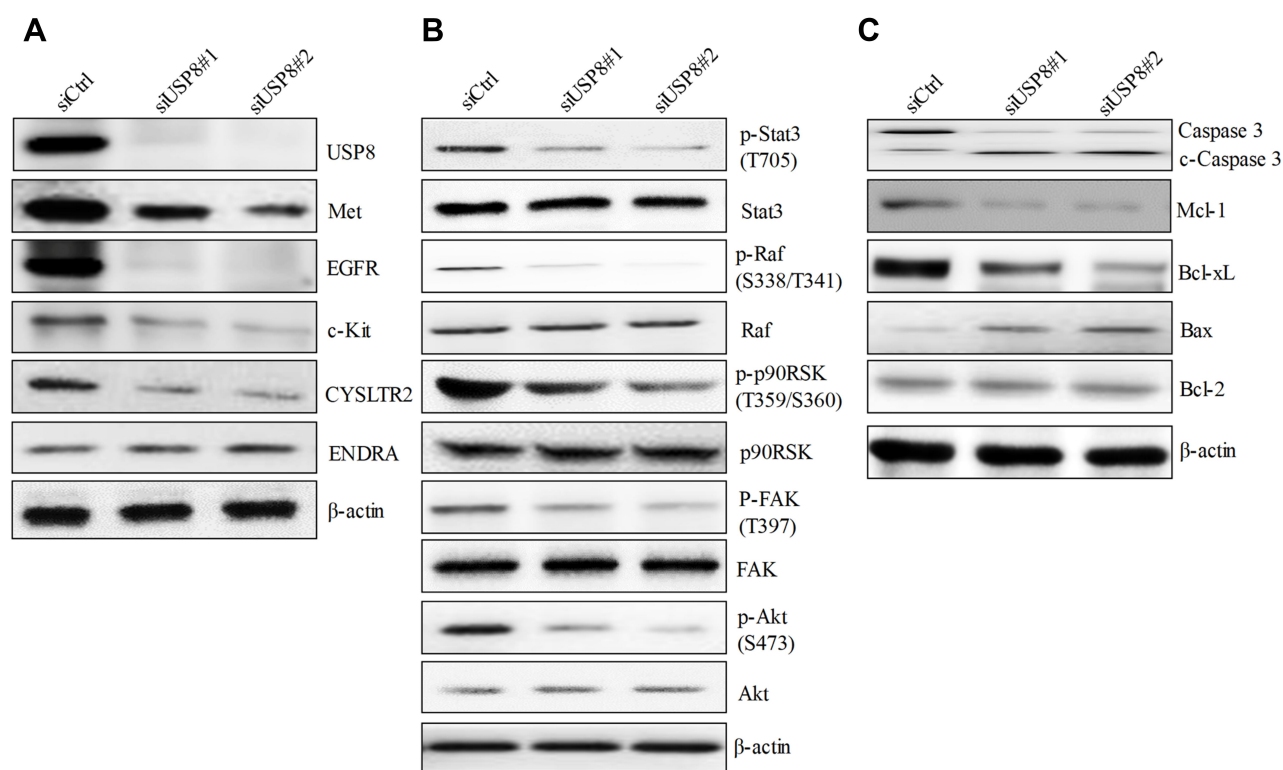 A
siCtrl
siUSP8#1
siUSP8#2
USP8
Met
EGFR
c-Kit
CYSLTR2
ENDRA
β-actin
B
siCtrl
siUSP8#1
siUSP8#2
p-Stat3
(T705)
Stat3
p-Raf
(S338/T341)
Raf
p-p90RSK
(T359/S360)
p90RSK
P-FAK
(T397)
FAK
p-Akt
(S473)
Akt
β-actin
C
siCtrl
siUSP8#1
siUSP8#2
Caspase 3
c-Caspase 3
Mcl-1
Bcl-xL
Bax
Bcl-2
β-actin